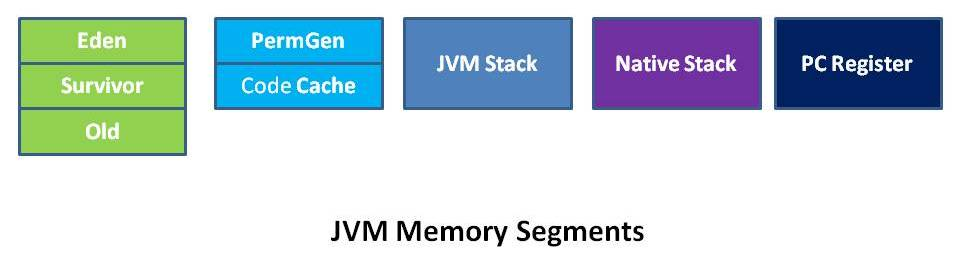 Eden
Survivor
Old
PermGen
Code Cache
JVM Stack
Native Stack
PC Register
JVM Memory Segments